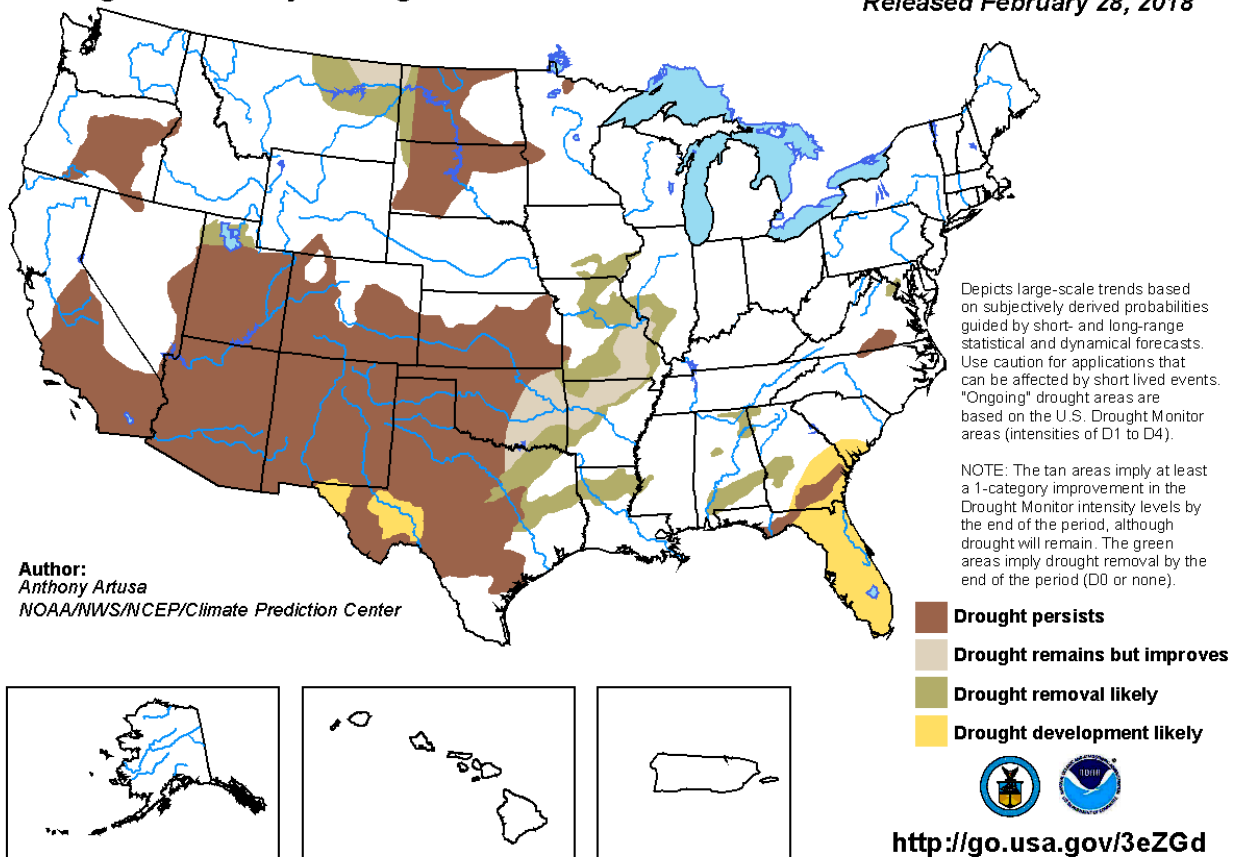 Released February 28, 2018
Depicts large-scale trends based
on subjectively derived probabilities
guided by short- and long-range
statistical and dynamical forecasts.
Use caution for applications that
can be affected by short lived events.
"Ongoing" drought areas are
based on the U.S. Drought Monitor
areas (intensities of D1 to D4).
NOTE: The tan areas imply at least
a 1-category improvement in the
Drought Monitor intensity levels by
the end of the period, although
drought will remain. The green
areas imply drought removal by the
end of the period (D0 or none).
Author:
Anthony Artusa
NOAA/NWS/NCEP/Climate Prediction Center
Drought persists
Drought remains but improves
Drought removal likely
Drought development likely
http://go.usa.gov/3eZGd